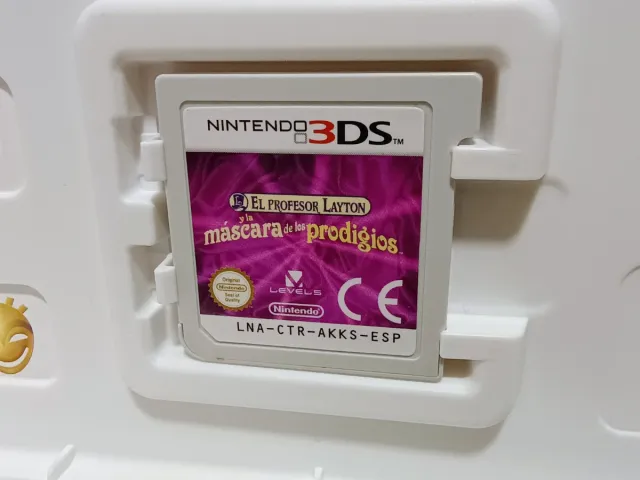 NINTENDO 3DS™
EL PROFESOR LAYTON
y la
máscara de los prodigios
Original
Nintendo
Seal of
Quality
LEVEL5
Nintendo
CE
LNA-CTR-AKKS-ESP